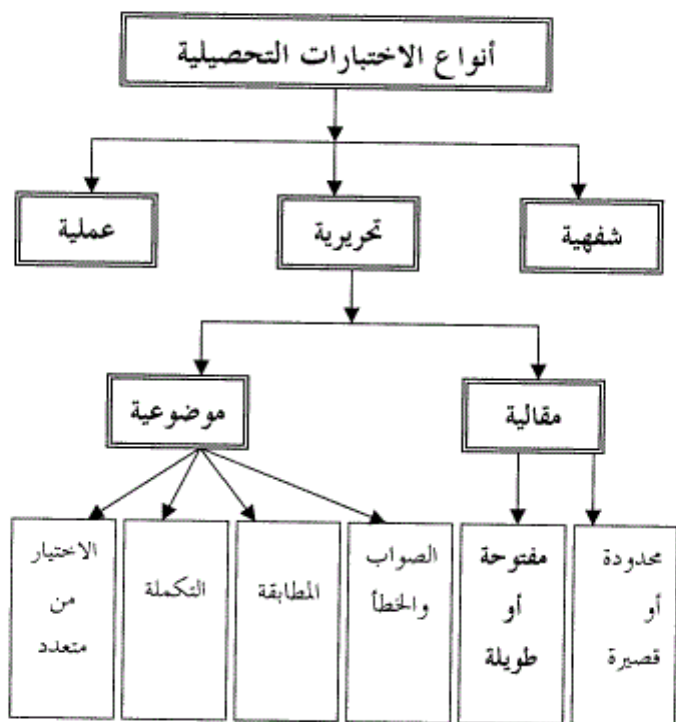 أنواع الاختبارات التحصيلية
شفهية
تحريرية
عملية
مقالية
موضوعية
محدودة
أو
قصيرة
مفتوحة
أو
طويلة
الصواب
والخطأ
المطابقة
التكملة
الاختيار
من
متعدد